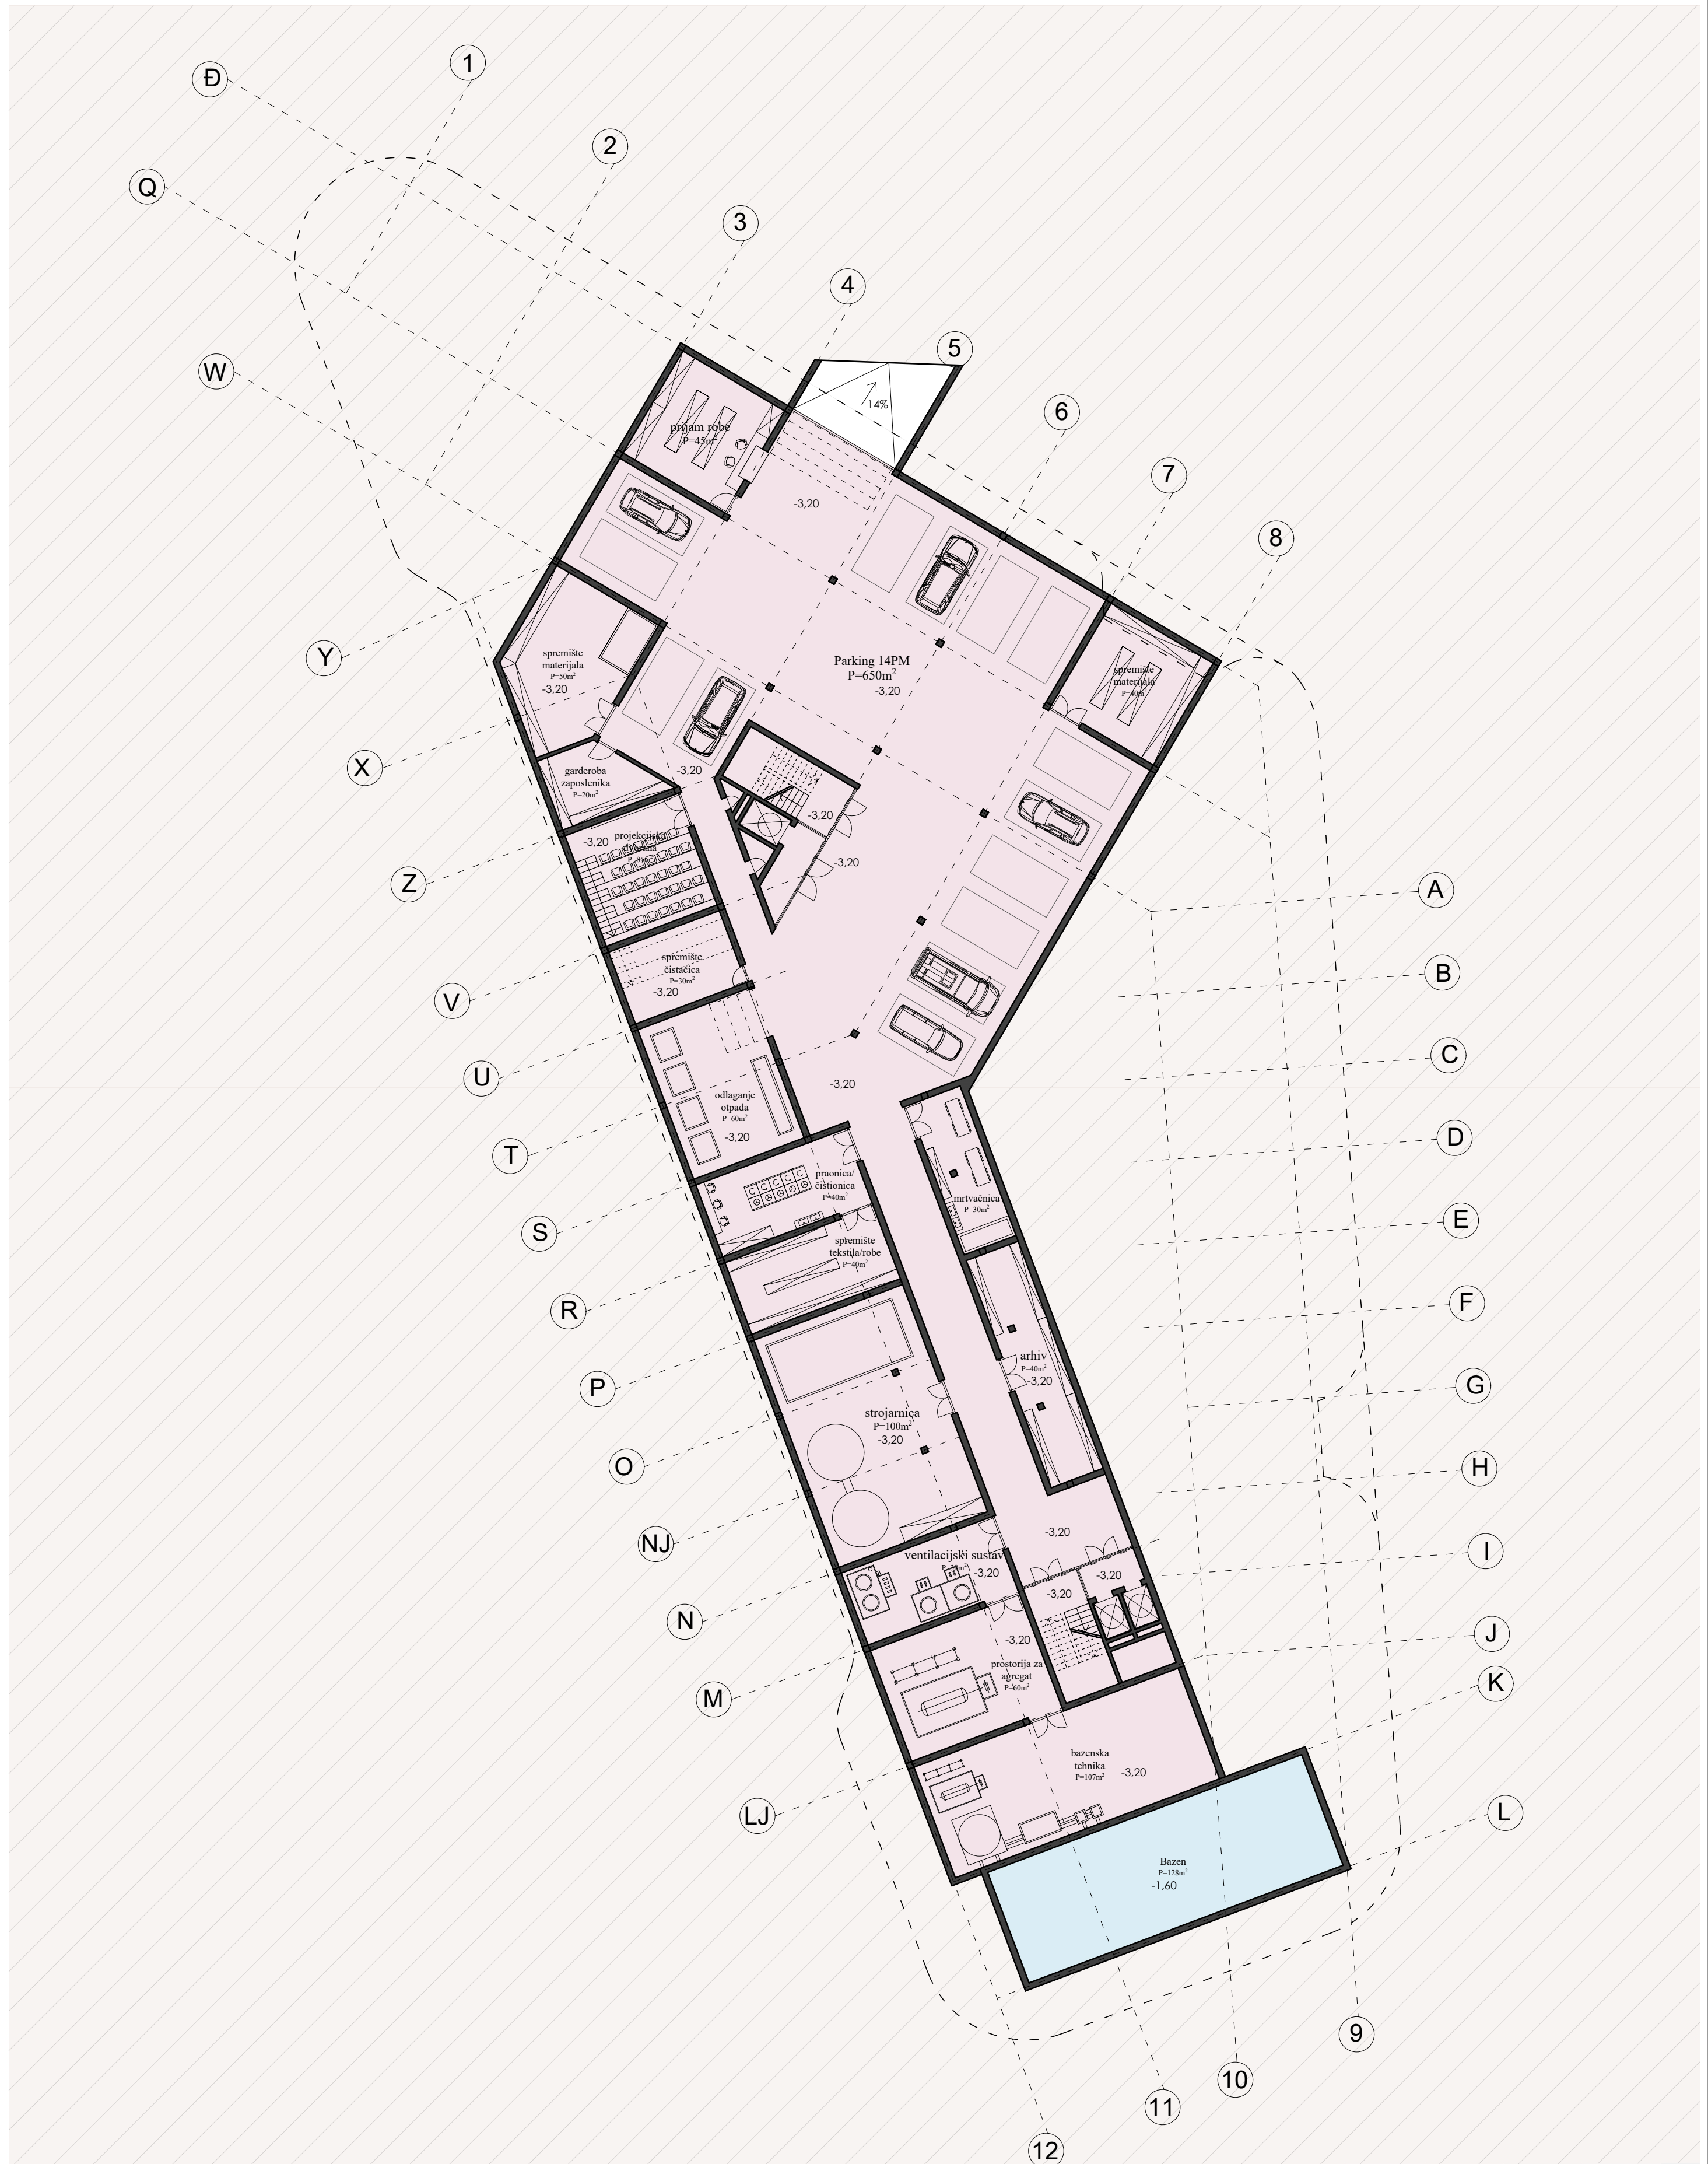 1
Đ
2
Q
3
4
5
W
14%
6
prijam robe
P=45m²
7
-3,20
8
Y
spremište
materijala
P=50m²
-3,20
Parking 14PM
P=650m²
-3,20
spremište
materijala
P=40m²
X
garderoba
zaposlenika
P=20m²
-3,20
-3,20
-3,20
projekcijska
dvorana
-3,20
Z
A
spremište
čistačica
P=30m²
-3,20
V
B
C
U
-3,20
odlaganje
otpada
P=60m²
-3,20
T
D
praonica/
čistionica
P=40m²
mrtvačnica
P=30m²
S
E
spremište
tekstila/robe
P=40m²
R
F
arhiv
P=40m²
-3,20
P
G
strojarnica
P=100m²
-3,20
O
H
NJ
-3,20
ventilacijski sustav
-3,20
I
-3,20
-3,20
N
-3,20
J
prostorija za
agregat
P=60m²
M
K
bazenska
tehnika
P=107m²
-3,20
LJ
L
Bazen
P=128m²
-1,60
9
10
11
12